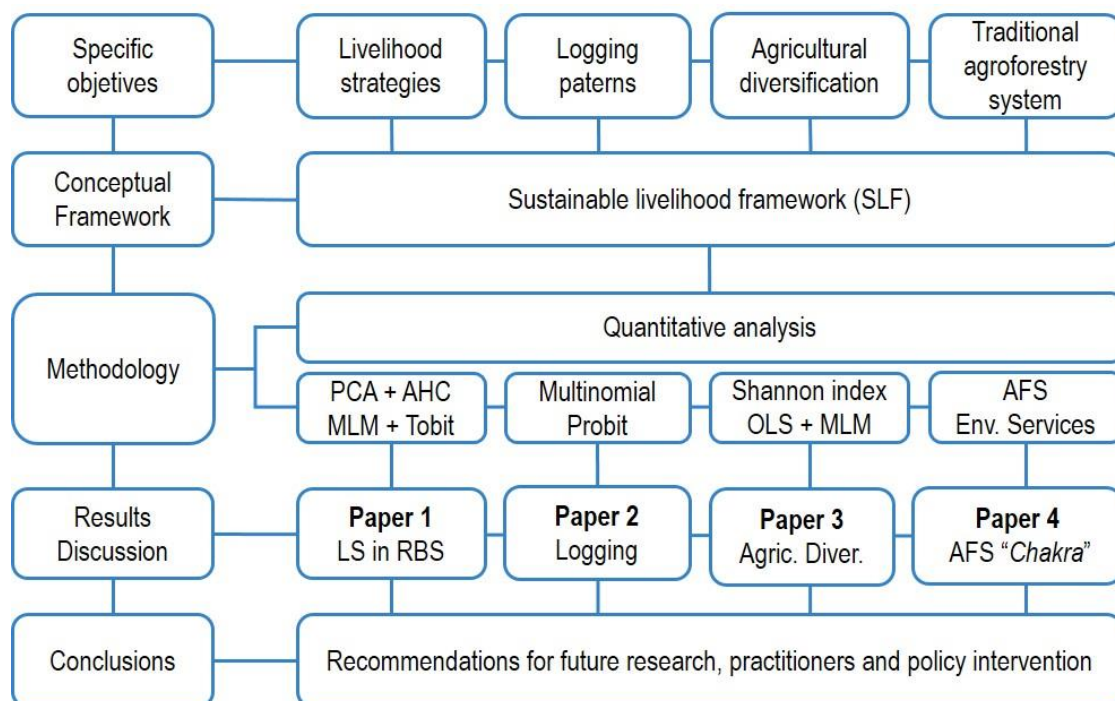 Specific
objetives
Livelihood
strategies
Logging
paterns
Agricultural
diversification
Traditional
agroforestry
system
Conceptual
Framework
Sustainable livelihood framework (SLF)
Methodology
Quantitative analysis
PCA + AHC
MLM + Tobit
Multinomial
Probit
Shannon index
OLS + MLM
AFS
Env. Services
Results
Discussion
Paper 1
LS in RBS
Paper 2
Logging
Paper 3
Agric. Diver.
Paper 4
AFS “Chakra”
Conclusions
Recommendations for future research, practitioners and policy intervention